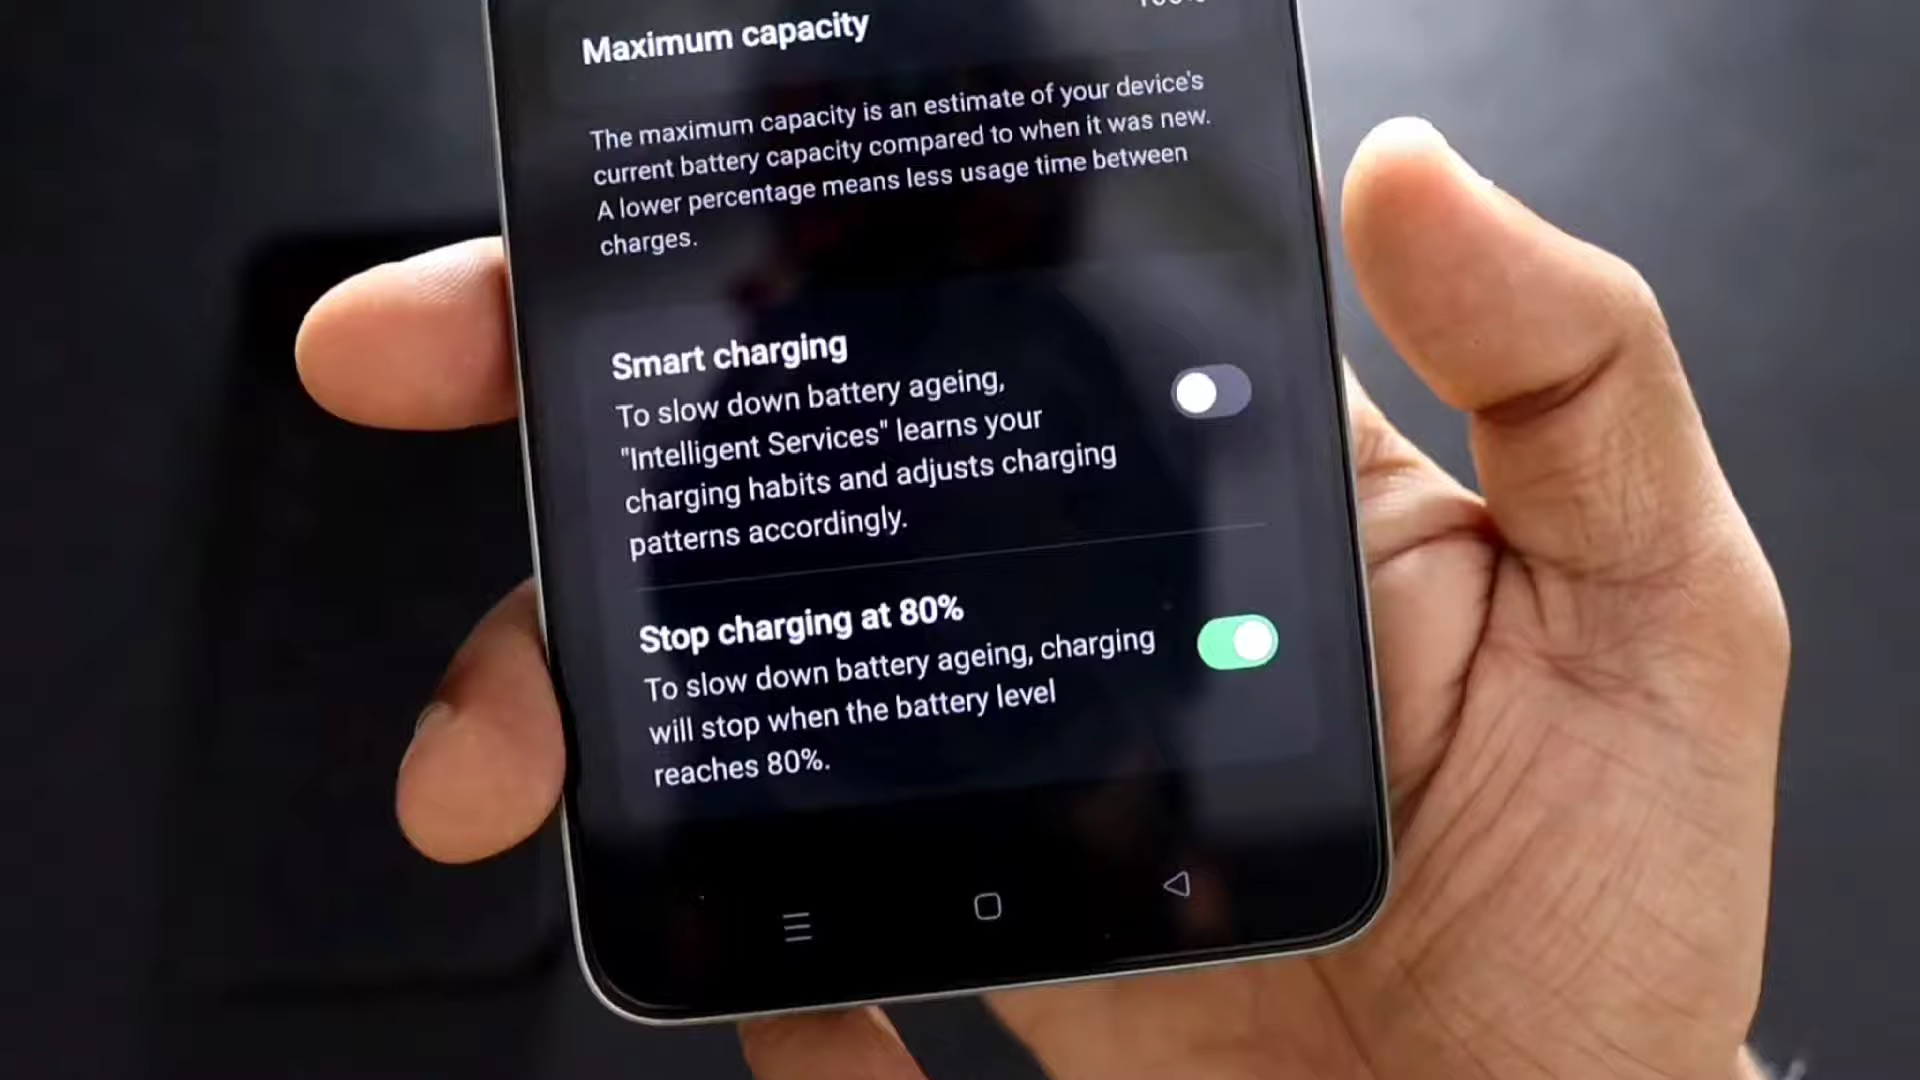 Maximum capacity
The maximum capacity is an estimate of your device's
current battery capacity compared to when it was new.
A lower percentage means less usage time between
charges.
Smart charging
To slow down battery ageing,
"Intelligent Services" learns your
charging habits and adjusts charging
patterns accordingly.
Stop charging at 80%
To slow down battery ageing, charging
will stop when the battery level
reaches 80%.